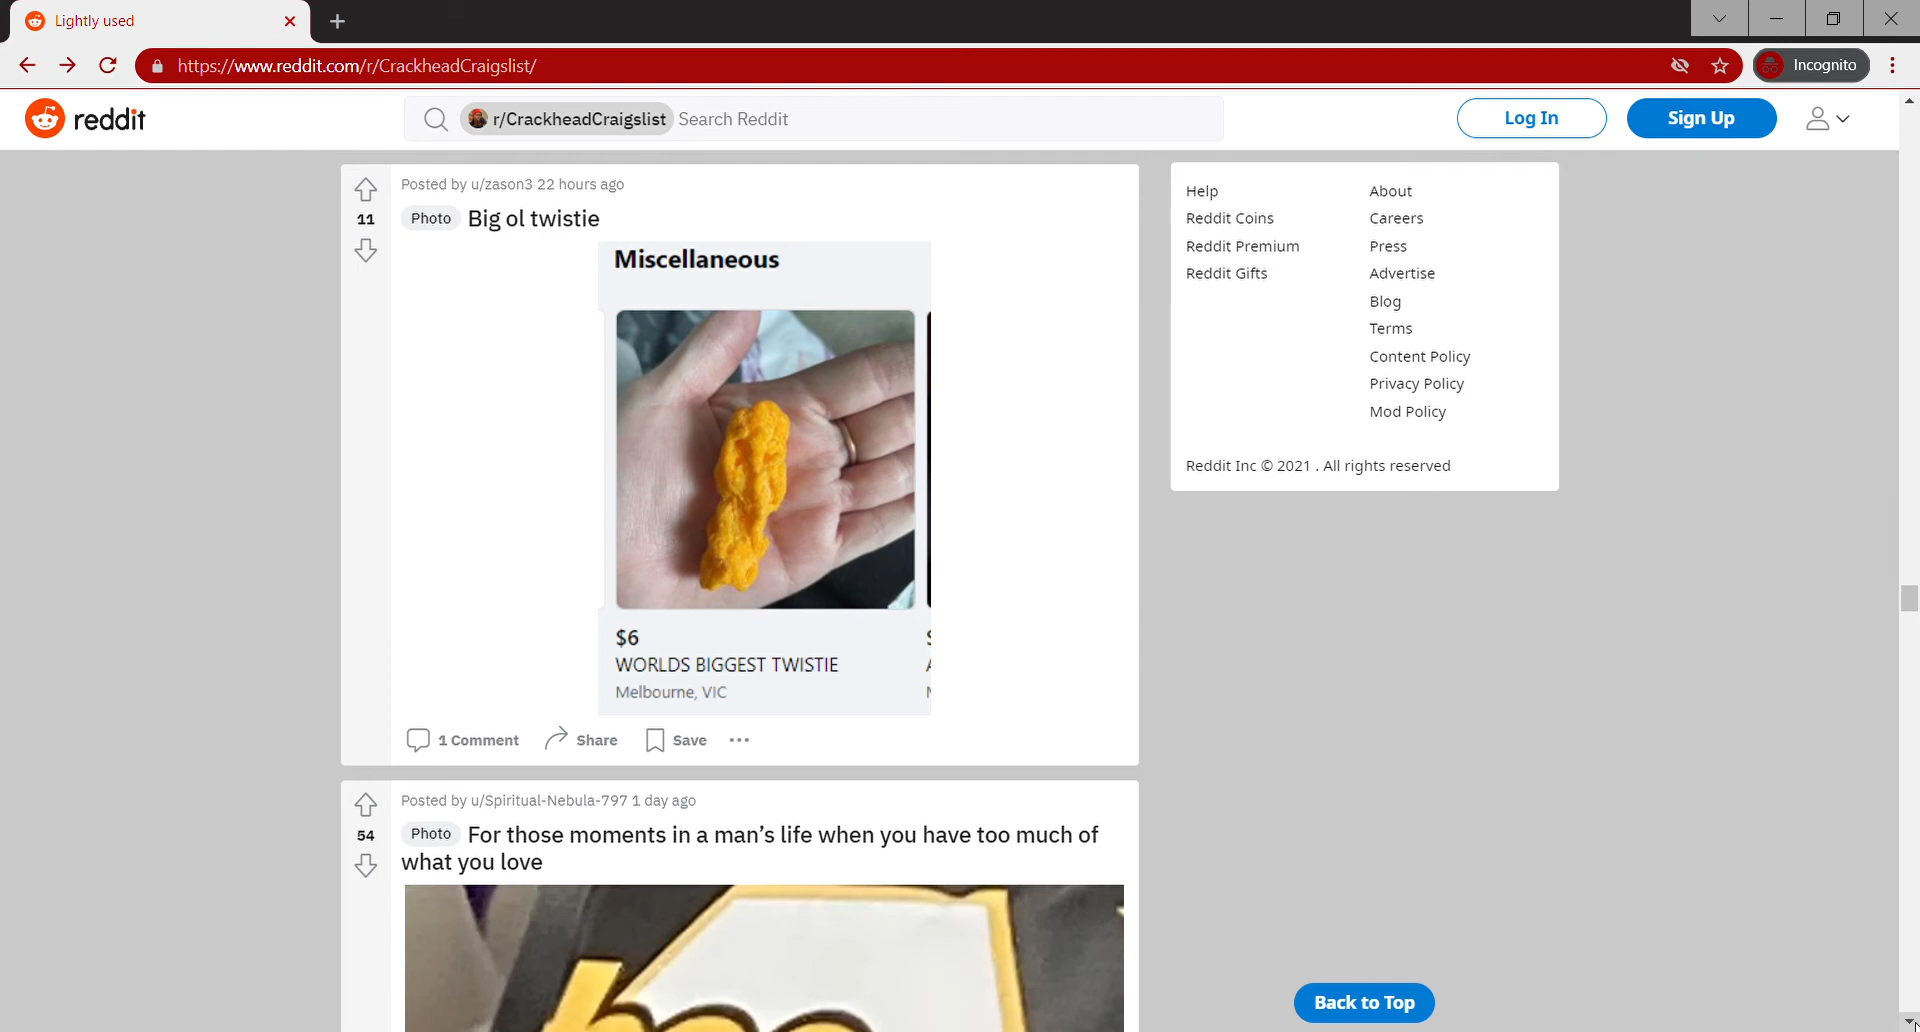 Lightly used
https://www.reddit.com/r/CrackheadCraigslist/
Incognito
reddit
r/CrackheadCraigslist Search Reddit
Log In
Sign Up
Posted by u/zason3 22 hours ago
11
Photo Big ol twistie
Miscellaneous
$6
WORLDS BIGGEST TWISTIE
Melbourne, VIC
1 Comment
Share
Save
Posted by u/Spiritual-Nebula-797 1 day ago
54
Photo For those moments in a man’s life when you have too much of
what you love
Help
Reddit Coins
Reddit Premium
Reddit Gifts
About
Careers
Press
Advertise
Blog
Terms
Content Policy
Privacy Policy
Mod Policy
Reddit Inc © 2021 . All rights reserved
Back to Top